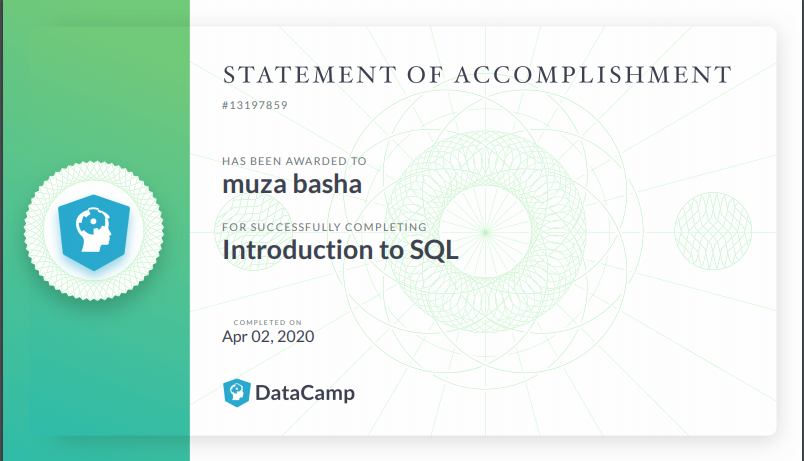 STATEMENT OF ACCOMPLISHMENT
#13197859
HAS BEEN AWARDED TO
muza basha
FOR SUCCESSFULLY COMPLETING
Introduction to SQL
COMPLETED ON
Apr 02, 2020
DataCamp